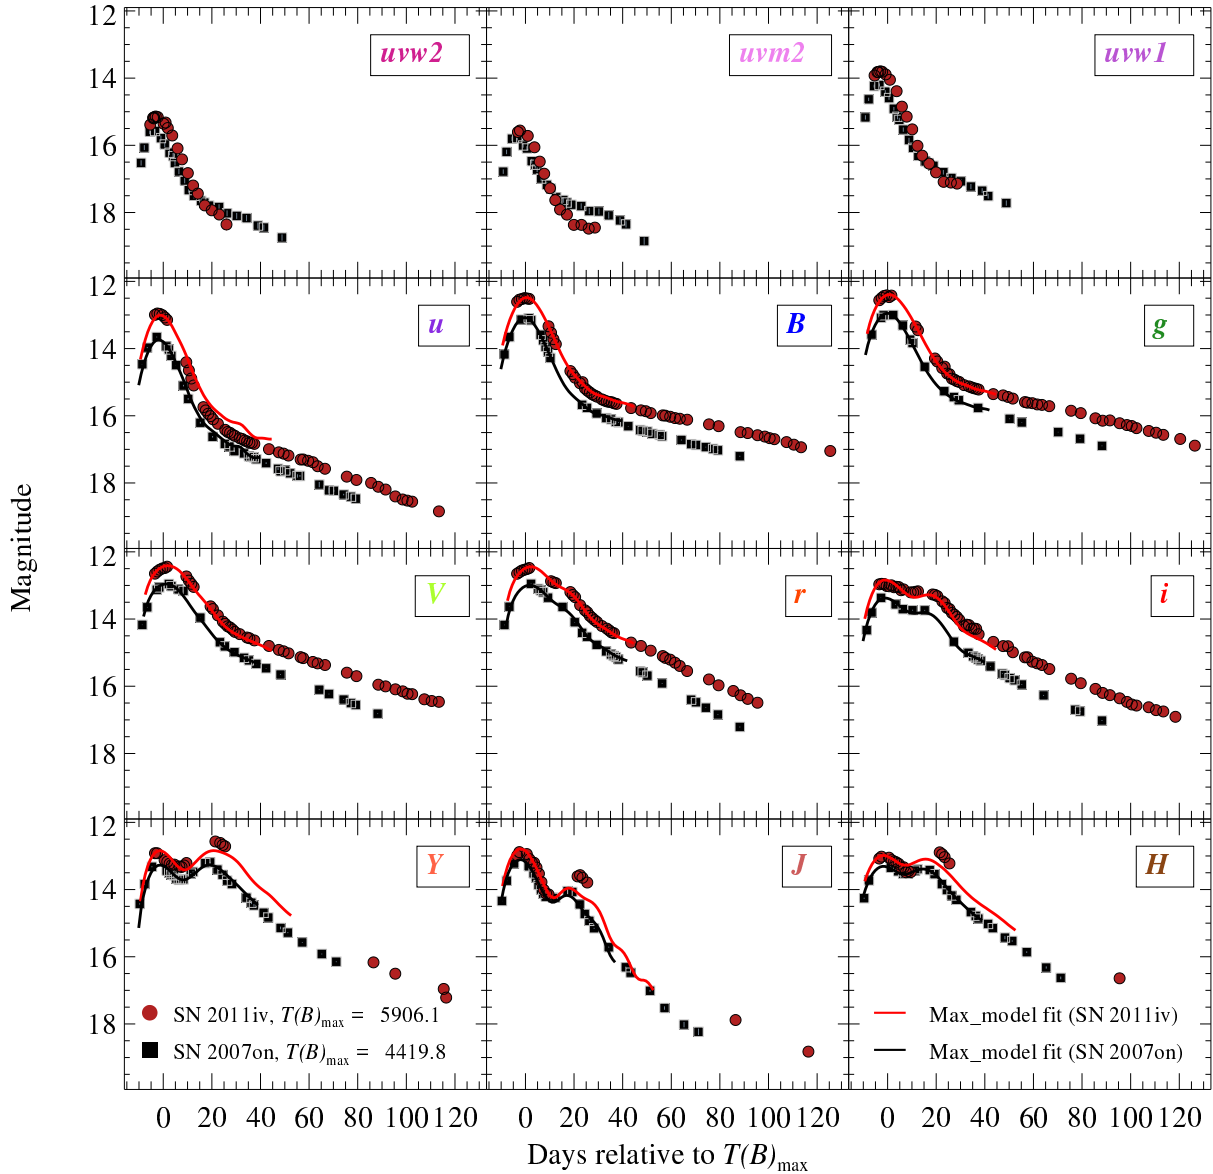 12
14
16
18
uvw2
uvm2
uvw1
12
14
16
18
u
B
g
Magnitude
12
14
16
18
V
r
i
12
14
16
18
Y
J
H
SN 2011iv, T(B)max = 5906.1
SN 2007on, T(B)max = 4419.8
Max_model fit (SN 2011iv)
Max_model fit (SN 2007on)
0 20 40 60 80 100 120 0 20 40 60 80 100 120 0 20 40 60 80 100 120
Days relative to T(B)max